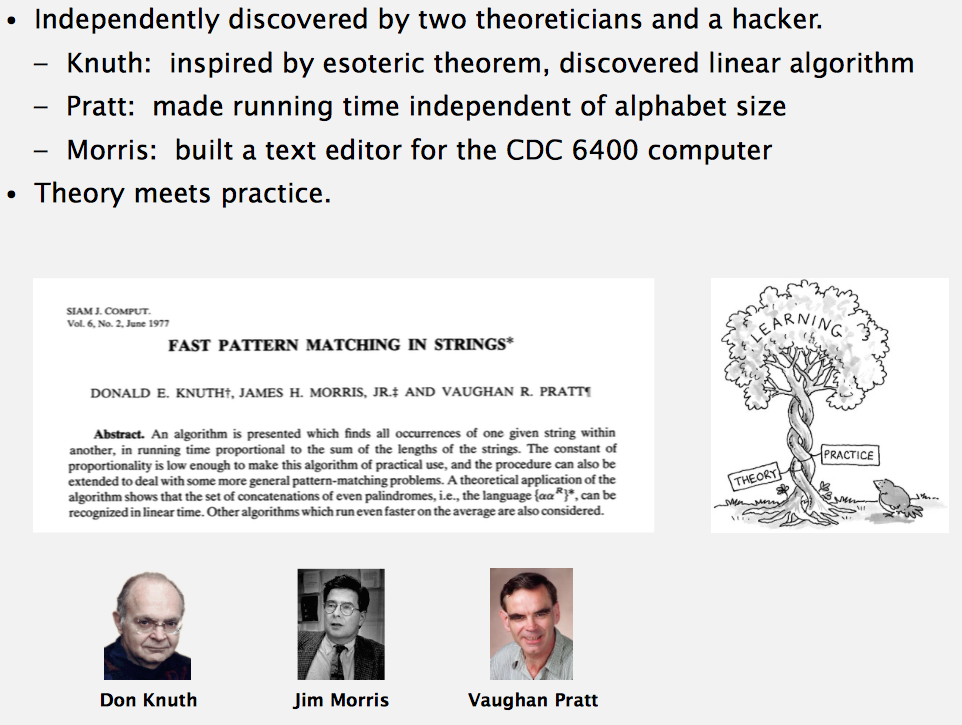 • Independently discovered by two theoreticians and a hacker.
– Knuth: inspired by esoteric theorem, discovered linear algorithm
– Pratt: made running time independent of alphabet size
– Morris: built a text editor for the CDC 6400 computer
• Theory meets practice.
SIAM J. COMPUT.
Vol. 6, No. 2, June 1977
FAST PATTERN MATCHING IN STRINGS*
DONALD E. KNUTH†, JAMES H. MORRIS, JR.‡ AND VAUGHAN R. PRATT¶
Abstract. An algorithm is presented which finds all occurrences of one given string within
another, in running time proportional to the sum of the lengths of the strings. The constant of
proportionality is low enough to make this algorithm of practical use, and the procedure can also be
extended to deal with some more general pattern-matching problems. A theoretical application of the
algorithm shows that the set of concatenations of even palindromes, i.e., the language {αα^R}*, can be
recognized in linear time. Other algorithms which run even faster on the average are also considered.
LEARNING
PRACTICE
THEORY
Don Knuth
Jim Morris
Vaughan Pratt